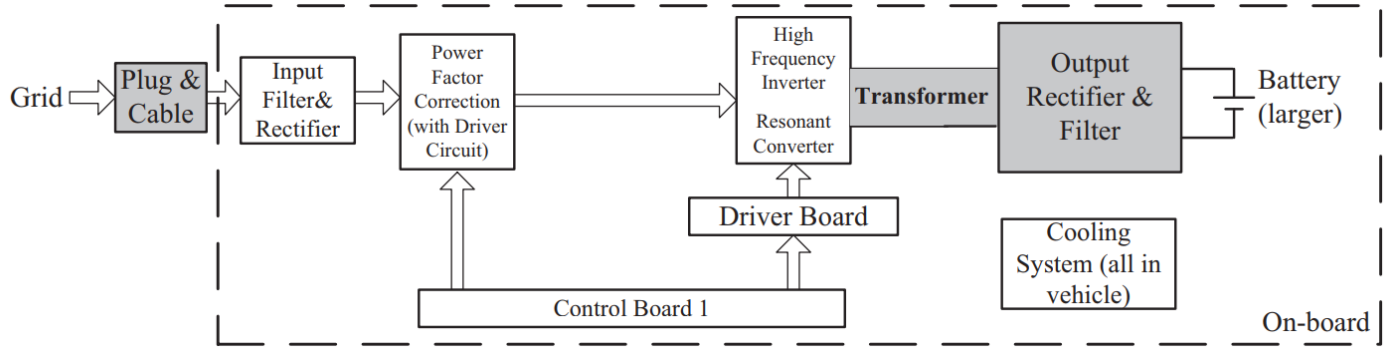 Grid
Plug &
Cable
Input
Filter&
Rectifier
Power
Factor
Correction
(with Driver
Circuit)
High
Frequency
Inverter
Resonant
Converter
Transformer
Output
Rectifier &
Filter
Battery
(larger)
Driver Board
Control Board 1
Cooling
System (all in
vehicle)
On-board